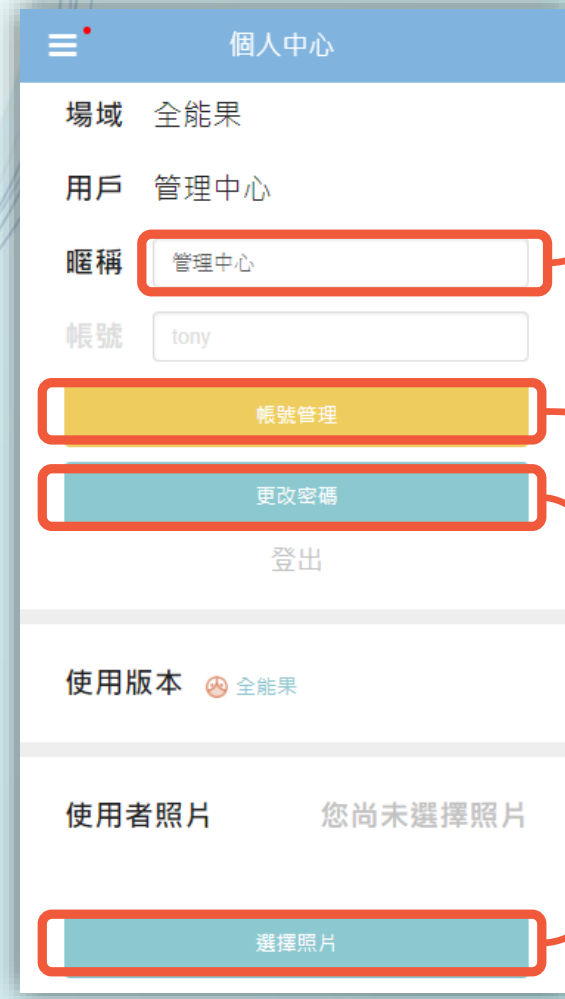 個人中心
場域 全能果
用戶 管理中心
暱稱 管理中心
帳號 tony
帳號管理
更改密碼
登出
使用版本 全能果
使用者照片 您尚未選擇照片
選擇照片